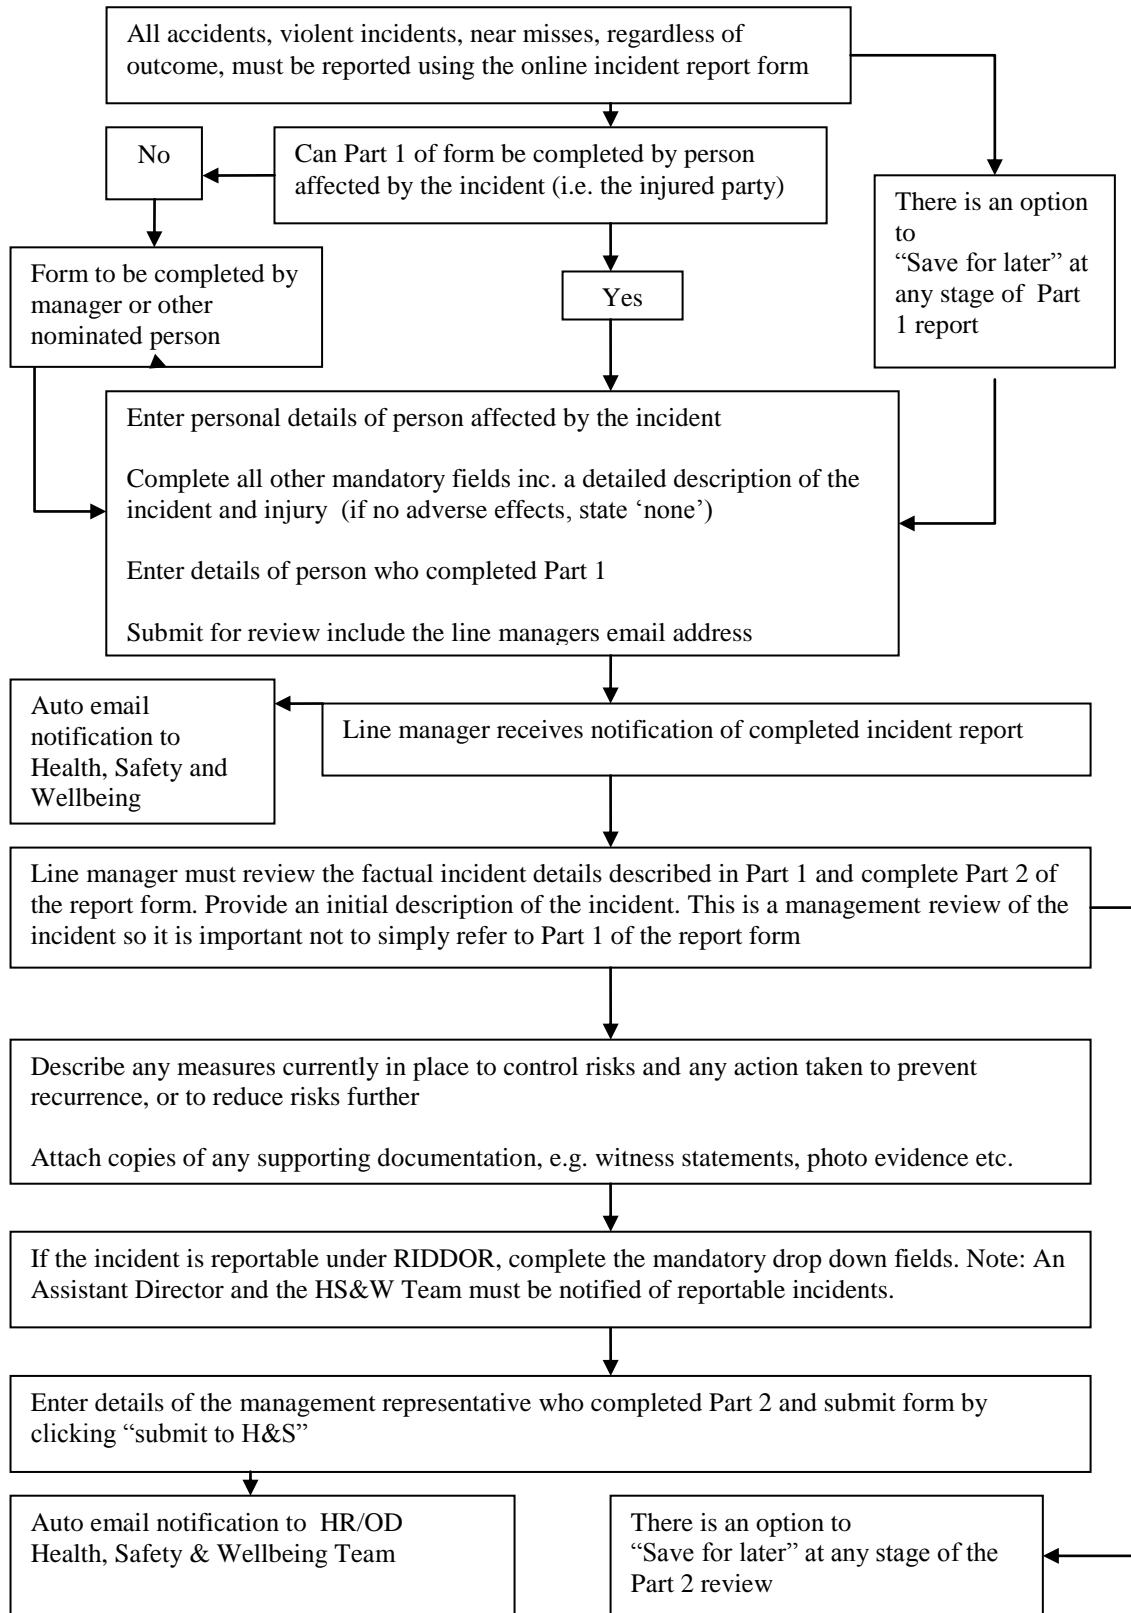 All accidents, violent incidents, near misses, regardless of
outcome, must be reported using the online incident report form
No
Can Part 1 of form be completed by person
affected by the incident (i.e. the injured party)
There is an option
to
“Save for later” at
any stage of Part
1 report
Form to be completed by
manager or other
nominated person
Yes
Enter personal details of person affected by the incident
Complete all other mandatory fields inc. a detailed description of the
incident and injury (if no adverse effects, state ‘none’)
Enter details of person who completed Part 1
Submit for review include the line managers email address
Auto email
notification to
Health, Safety and
Wellbeing
Line manager receives notification of completed incident report
Line manager must review the factual incident details described in Part 1 and complete Part 2 of
the report form. Provide an initial description of the incident. This is a management review of the
incident so it is important not to simply refer to Part 1 of the report form
Describe any measures currently in place to control risks and any action taken to prevent
recurrence, or to reduce risks further
Attach copies of any supporting documentation, e.g. witness statements, photo evidence etc.
If the incident is reportable under RIDDOR, complete the mandatory drop down fields. Note: An
Assistant Director and the HS&W Team must be notified of reportable incidents.
Enter details of the management representative who completed Part 2 and submit form by
clicking “submit to H&S”
Auto email notification to HR/OD
Health, Safety & Wellbeing Team
There is an option to
“Save for later” at any stage of the
Part 2 review